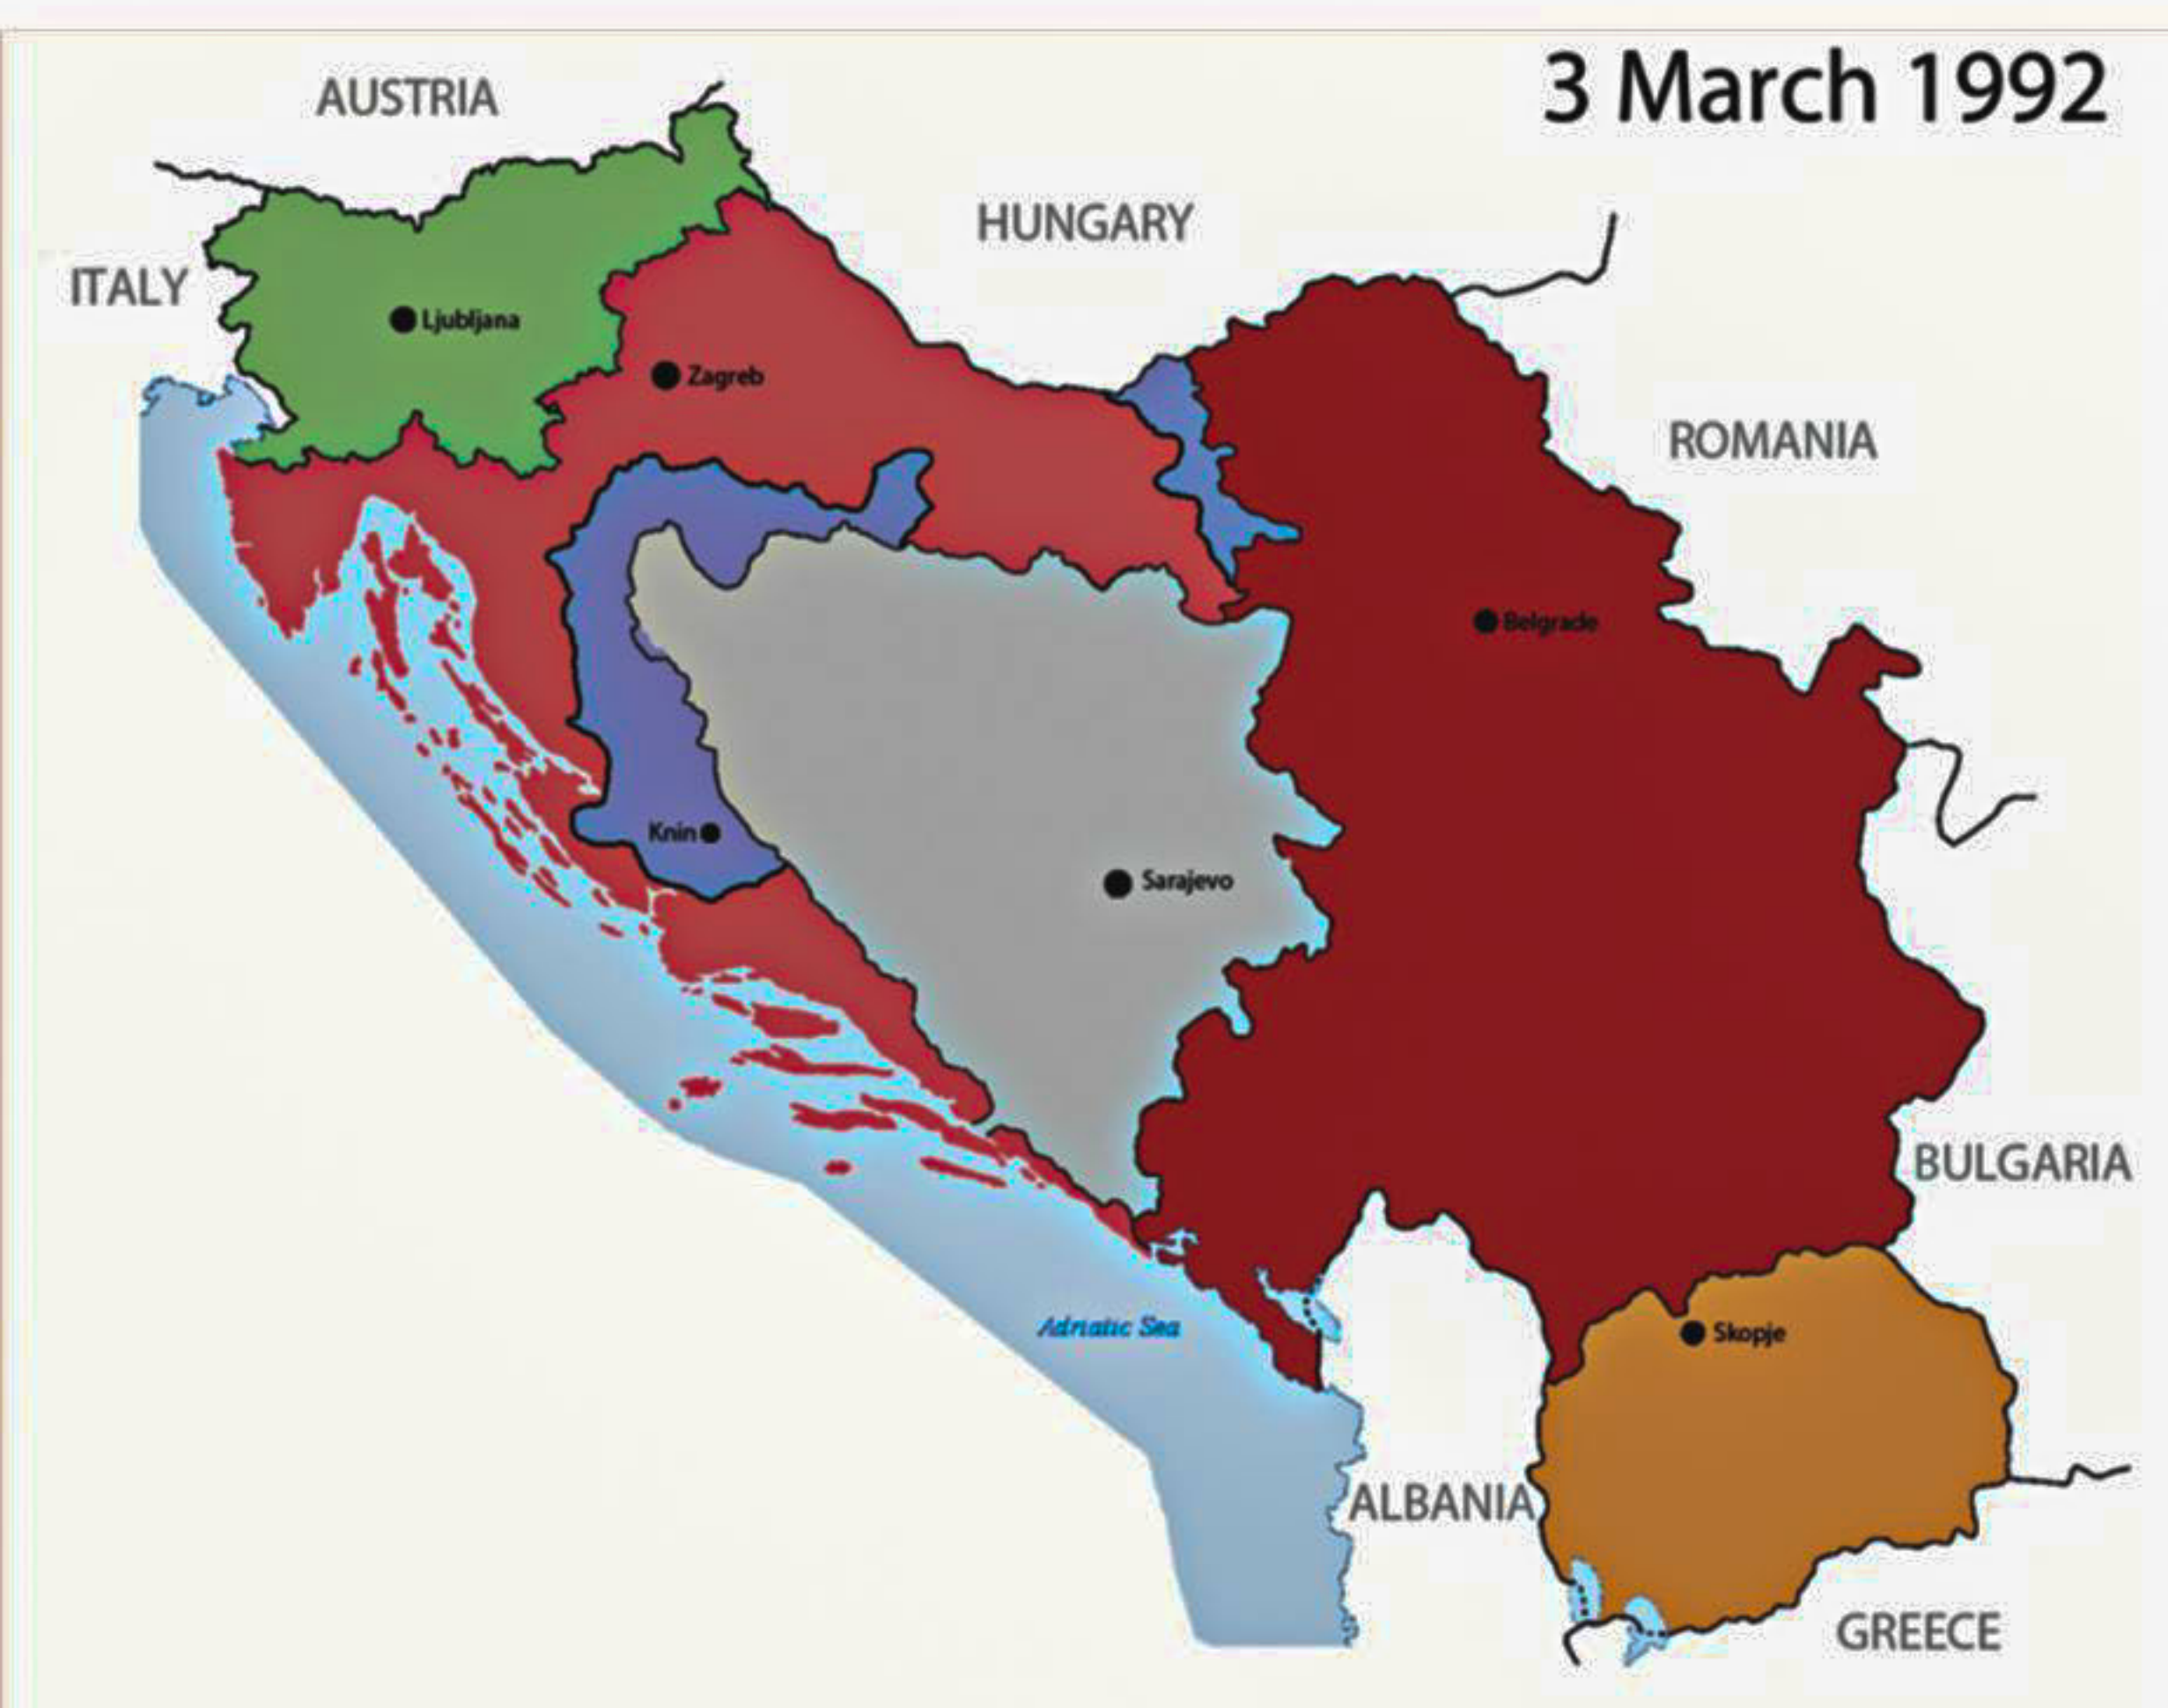 3 March 1992
AUSTRIA
HUNGARY
ITALY
Ljubljana
Zagreb
ROMANIA
Belgrade
Knin
Sarajevo
BULGARIA
Adriatic Sea
Skopje
ALBANIA
GREECE